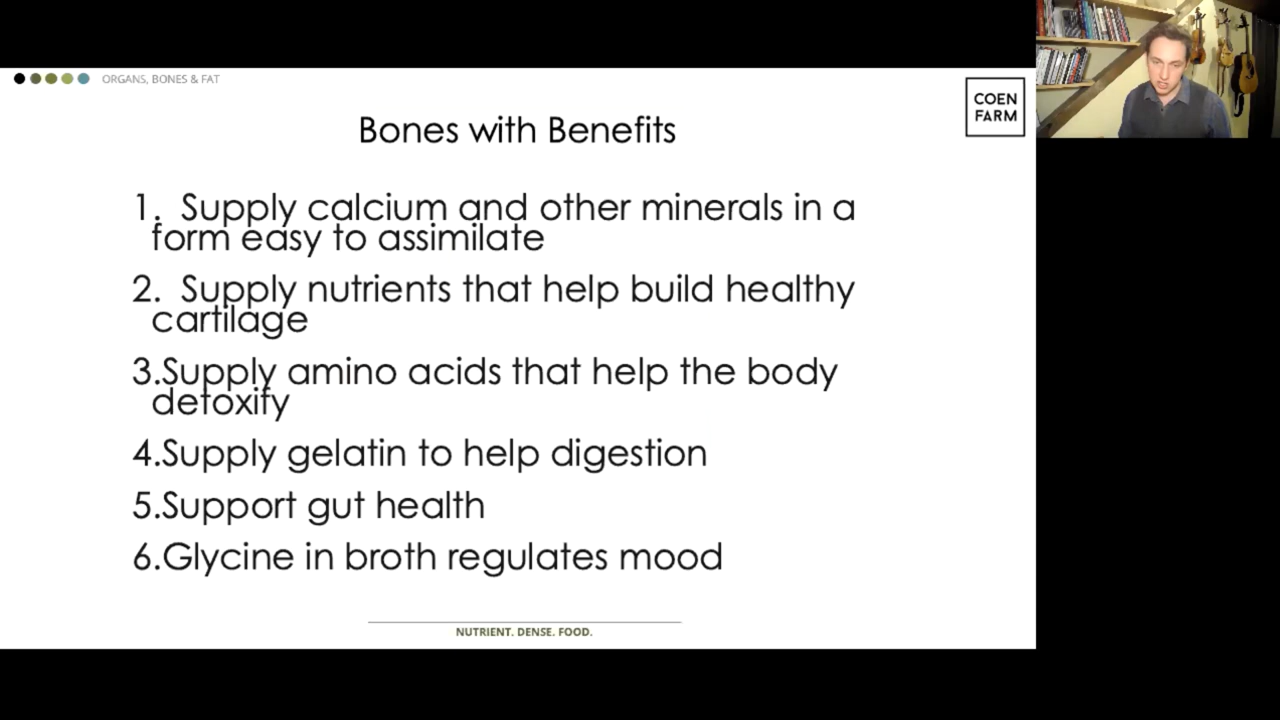 ORGANS, BONES & FAT
COEN
FARM
Bones with Benefits
1. Supply calcium and other minerals in a
form easy to assimilate
2. Supply nutrients that help build healthy
cartilage
3.Supply amino acids that help the body
detoxify
4.Supply gelatin to help digestion
5.Support gut health
6.Glycine in broth regulates mood
NUTRIENT. DENSE. FOOD.